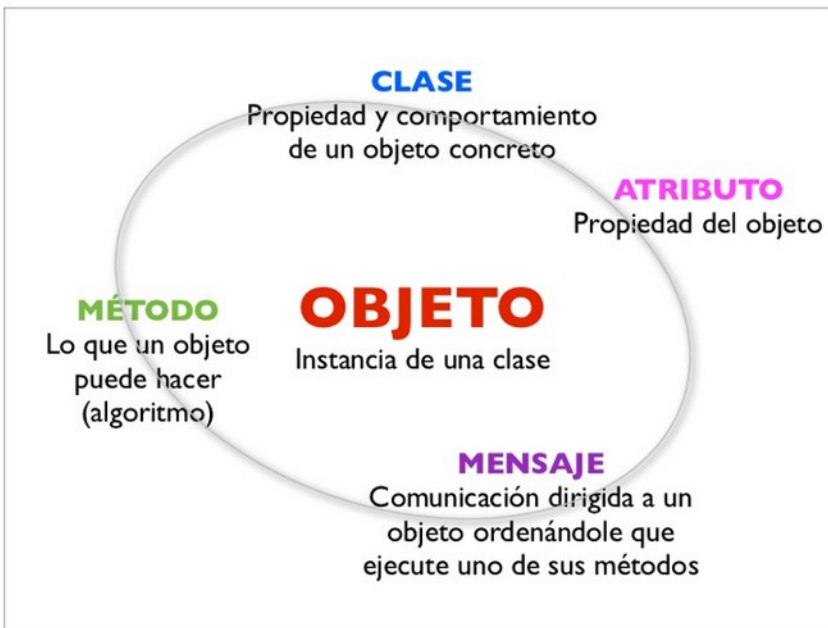 CLASE
Propiedad y comportamiento
de un objeto concreto
ATRIBUTO
Propiedad del objeto
OBJETO
Instancia de una clase
MÉTODO
Lo que un objeto
puede hacer
(algoritmo)
MENSAJE
Comunicación dirigida a un
objeto ordenándole que
ejecute uno de sus métodos